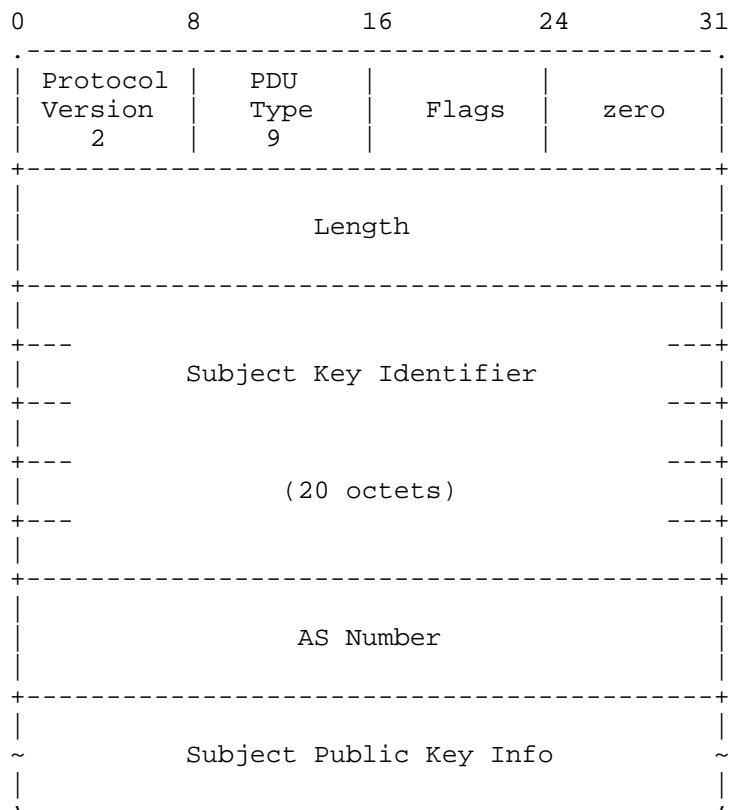 0          8          16         24        31
.-------------------------------------------.
| Protocol |   PDU    |          |          |
| Version  |   Type   |   Flags  |   zero   |
|    2     |    9     |          |          |
+-------------------------------------------+
|                                           |
|                  Length                   |
|                                           |
+-------------------------------------------+
|                                           |
+---                                     ---+
|          Subject Key Identifier           |
+---                                     ---+
|                                           |
+---                                     ---+
|                (20 octets)                |
+---                                     ---+
|                                           |
+-------------------------------------------+
|                                           |
|                 AS Number                 |
|                                           |
+-------------------------------------------+
|                                           |
~          Subject Public Key Info          ~
|                                           |